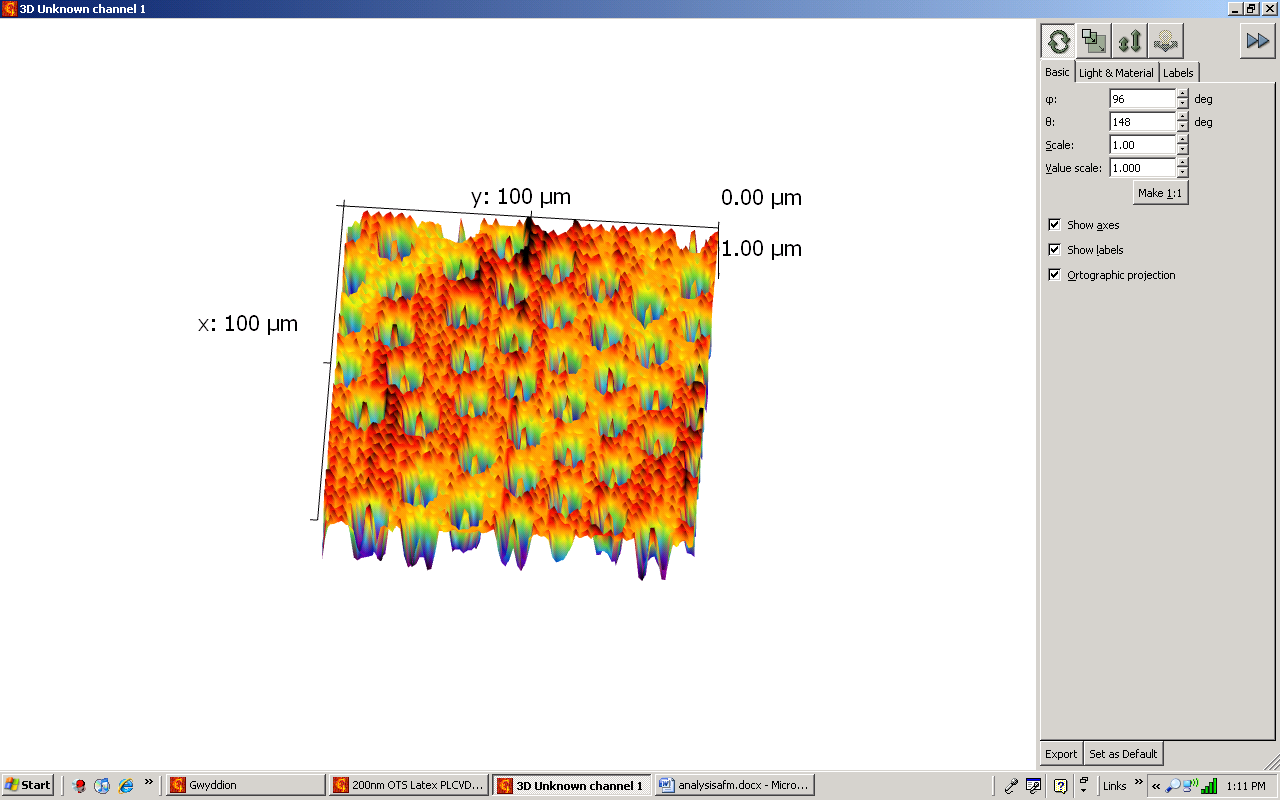 3D Unknown channel 1
y: 100 µm
0.00 µm
1.00 µm
x: 100 µm
Basic
Light & Material
Labels
φ:
96
deg
θ:
148
deg
Scale:
1.00
Value scale:
1.000
Make 1:1
Show axes
Show labels
Ortographic projection
Export
Set as Default
Start
»
Gwyddion
200nm OTS Latex PLCVD...
3D Unknown channel 1
analysisafm.docx - Micro...
Links
»
«
1:11 PM